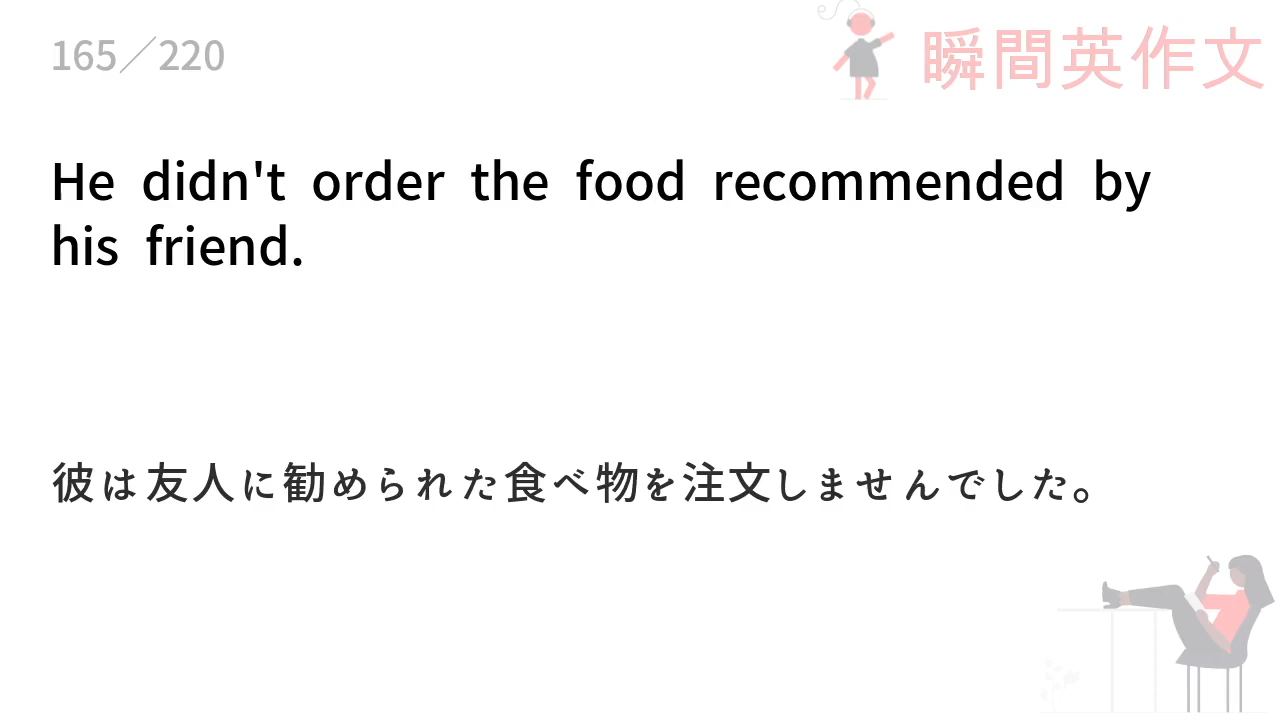 165／220
瞬間英作文
He didn't order the food recommended by
his friend.
彼は友人に勧められた食べ物を注文しませんでした。